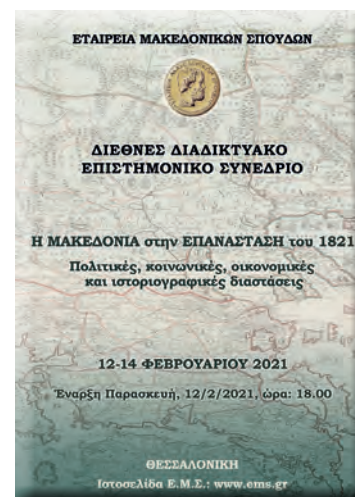 ΕΤΑΙΡΕΙΑ ΜΑΚΕΔΟΝΙΚΩΝ ΣΠΟΥΔΩΝ
ΔΙΕΘΝΕΣ ΔΙΑΔΙΚΤΥΑΚΟ
ΕΠΙΣΤΗΜΟΝΙΚΟ ΣΥΝΕΔΡΙΟ
Η ΜΑΚΕΔΟΝΙΑ στην ΕΠΑΝΑΣΤΑΣΗ του 1821
Πολιτικές, κοινωνικές, οικονομικές
και ιστοριογραφικές διαστάσεις
12-14 ΦΕΒΡΟΥΑΡΙΟΥ 2021
Έναρξη Παρασκευή, 12/2/2021, ώρα: 18.00
ΘΕΣΣΑΛΟΝΙΚΗ
Ιστοσελίδα Ε.Μ.Σ.: www.ems.gr